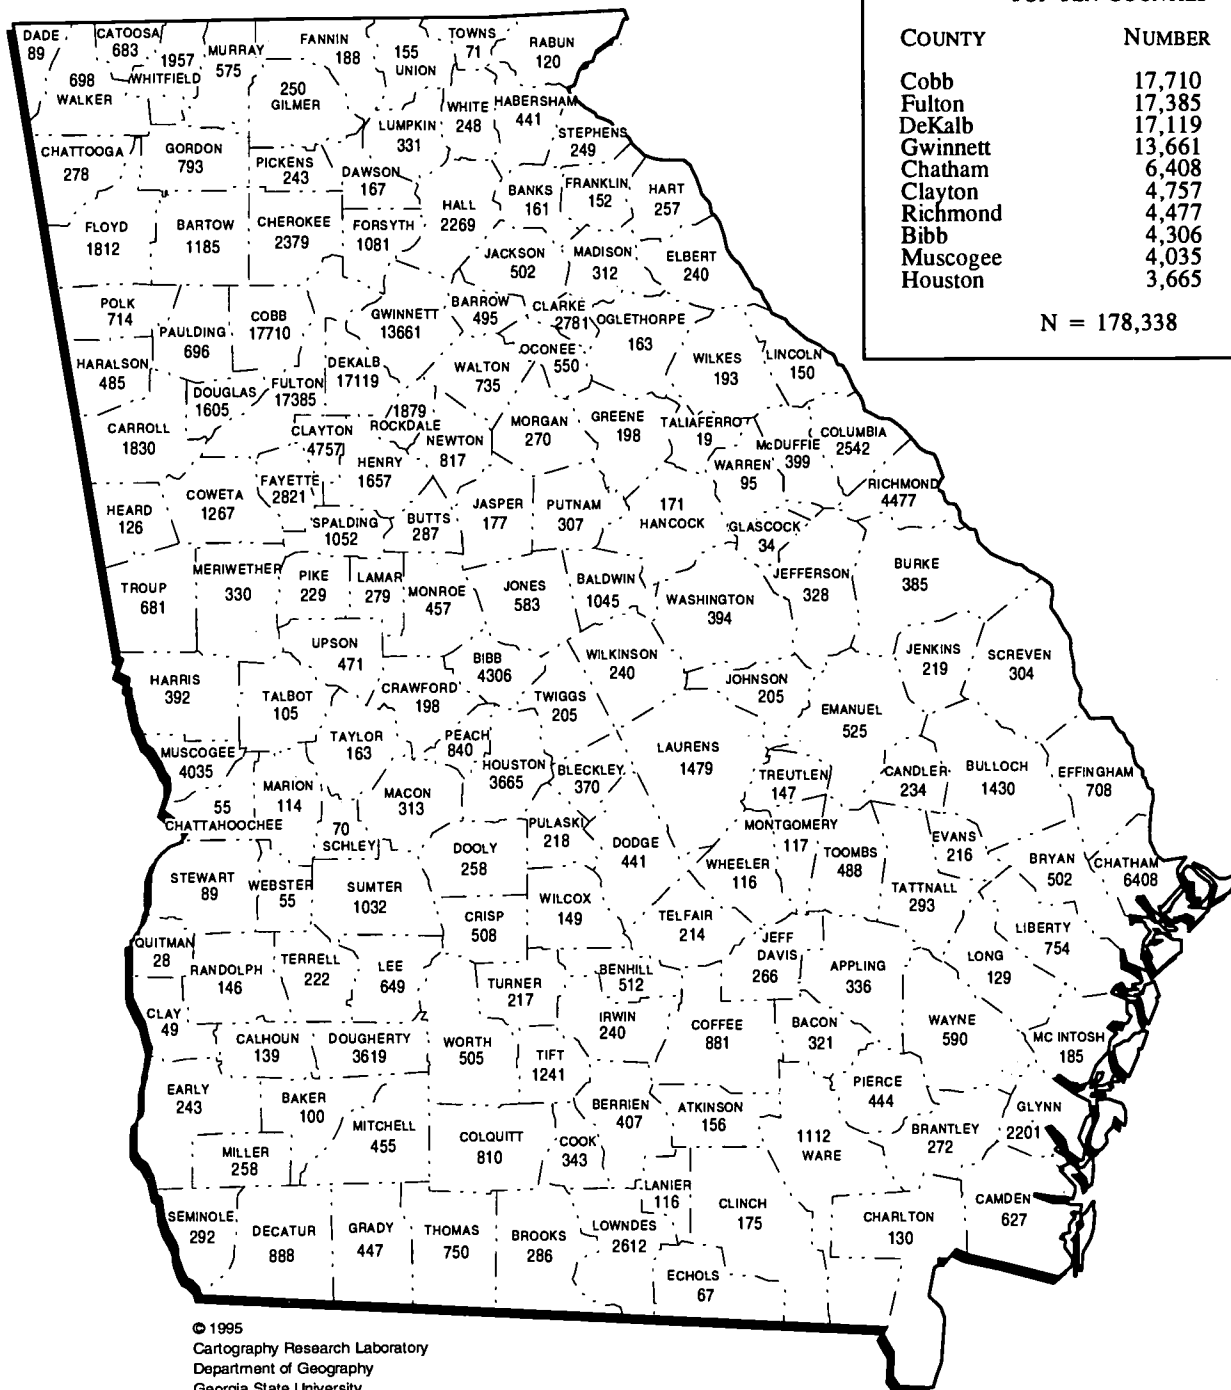 COUNTY NUMBER
Cobb 17,710
Fulton 17,385
DeKalb 17,119
Gwinnett 13,661
Chatham 6,408
Clayton 4,757
Richmond 4,477
Bibb 4,306
Muscogee 4,035
Houston 3,665
N = 178,338
DADE
89
CATOOSA
683
1957
WHITFIELD
MURRAY
575
FANNIN
188
155
UNION
TOWNS
71
RABUN
120
698
WALKER
250
GILMER
WHITE
248
HABERSHAM
441
LUMPKIN
331
STEPHENS
249
CHATTOOGA
278
GORDON
793
PICKENS
243
DAWSON
167
HALL
2269
BANKS
161
FRANKLIN
152
HART
257
FLOYD
1812
BARTOW
1185
CHEROKEE
2379
FORSYTH
1081
JACKSON
502
MADISON
312
ELBERT
240
POLK
714
PAULDING
696
COBB
17710
GWINNETT
13661
BARROW
495
CLARKE
2781
OGLETHORPE
163
HARALSON
485
DOUGLAS
1605
FULTON
17385
DEKALB
17119
WALTON
735
OCONEE
550
WILKES
193
LINCOLN
150
CARROLL
1830
CLAYTON
4757
1879
ROCKDALE
NEWTON
817
MORGAN
270
GREENE
198
TALIAFERRO
19
McDUFFIE
399
COLUMBIA
2542
HEARD
126
COWETA
1267
FAYETTE
2821
HENRY
1657
WARREN
95
RICHMOND
4477
SPALDING
1052
BUTTS
287
JASPER
177
PUTNAM
307
171
HANCOCK
GLASCOCK
34
TROUP
681
MERIWETHER
330
PIKE
229
LAMAR
279
MONROE
457
JONES
583
BALDWIN
1045
WASHINGTON
394
JEFFERSON
328
BURKE
385
UPSON
471
BIBB
4306
WILKINSON
240
JENKINS
219
SCREVEN
304
HARRIS
392
TALBOT
105
CRAWFORD
198
TWIGGS
205
JOHNSON
205
EMANUEL
525
MUSCOGEE
4035
TAYLOR
163
PEACH
840
HOUSTON
3665
BLECKLEY
370
LAURENS
1479
TREUTLEN
147
CANDLER
234
BULLOCH
1430
EFFINGHAM
708
55
CHATTAHOOCHEE
MARION
114
70
SCHLEY
MACON
313
DOOLY
258
PULASKI
218
DODGE
441
MONTGOMERY
117
WHEELER
116
TOOMBS
488
EVANS
216
BRYAN
502
CHATHAM
6408
STEWART
89
WEBSTER
55
SUMTER
1032
CRISP
508
WILCOX
149
TELFAIR
214
TATTNALL
293
QUITMAN
28
RANDOLPH
146
TERRELL
222
LEE
649
TURNER
217
BENHILL
512
JEFF
DAVIS
266
APPLING
336
LONG
129
LIBERTY
754
CLAY
49
CALHOUN
139
DOUGHERTY
3619
WORTH
505
TIFT
1241
IRWIN
240
COFFEE
881
BACON
321
WAYNE
590
MC INTOSH
185
EARLY
243
BAKER
100
MITCHELL
455
BERRIEN
407
ATKINSON
156
PIERCE
444
GLYNN
2201
MILLER
258
COLQUITT
810
COOK
343
1112
WARE
BRANTLEY
272
SEMINOLE
292
DECATUR
888
GRADY
447
THOMAS
750
BROOKS
286
LOWNDES
2612
LANIER
116
CLINCH
175
CHARLTON
130
CAMDEN
627
ECHOLS
67
© 1995
Cartography Research Laboratory
Department of Geography
Georgia State University